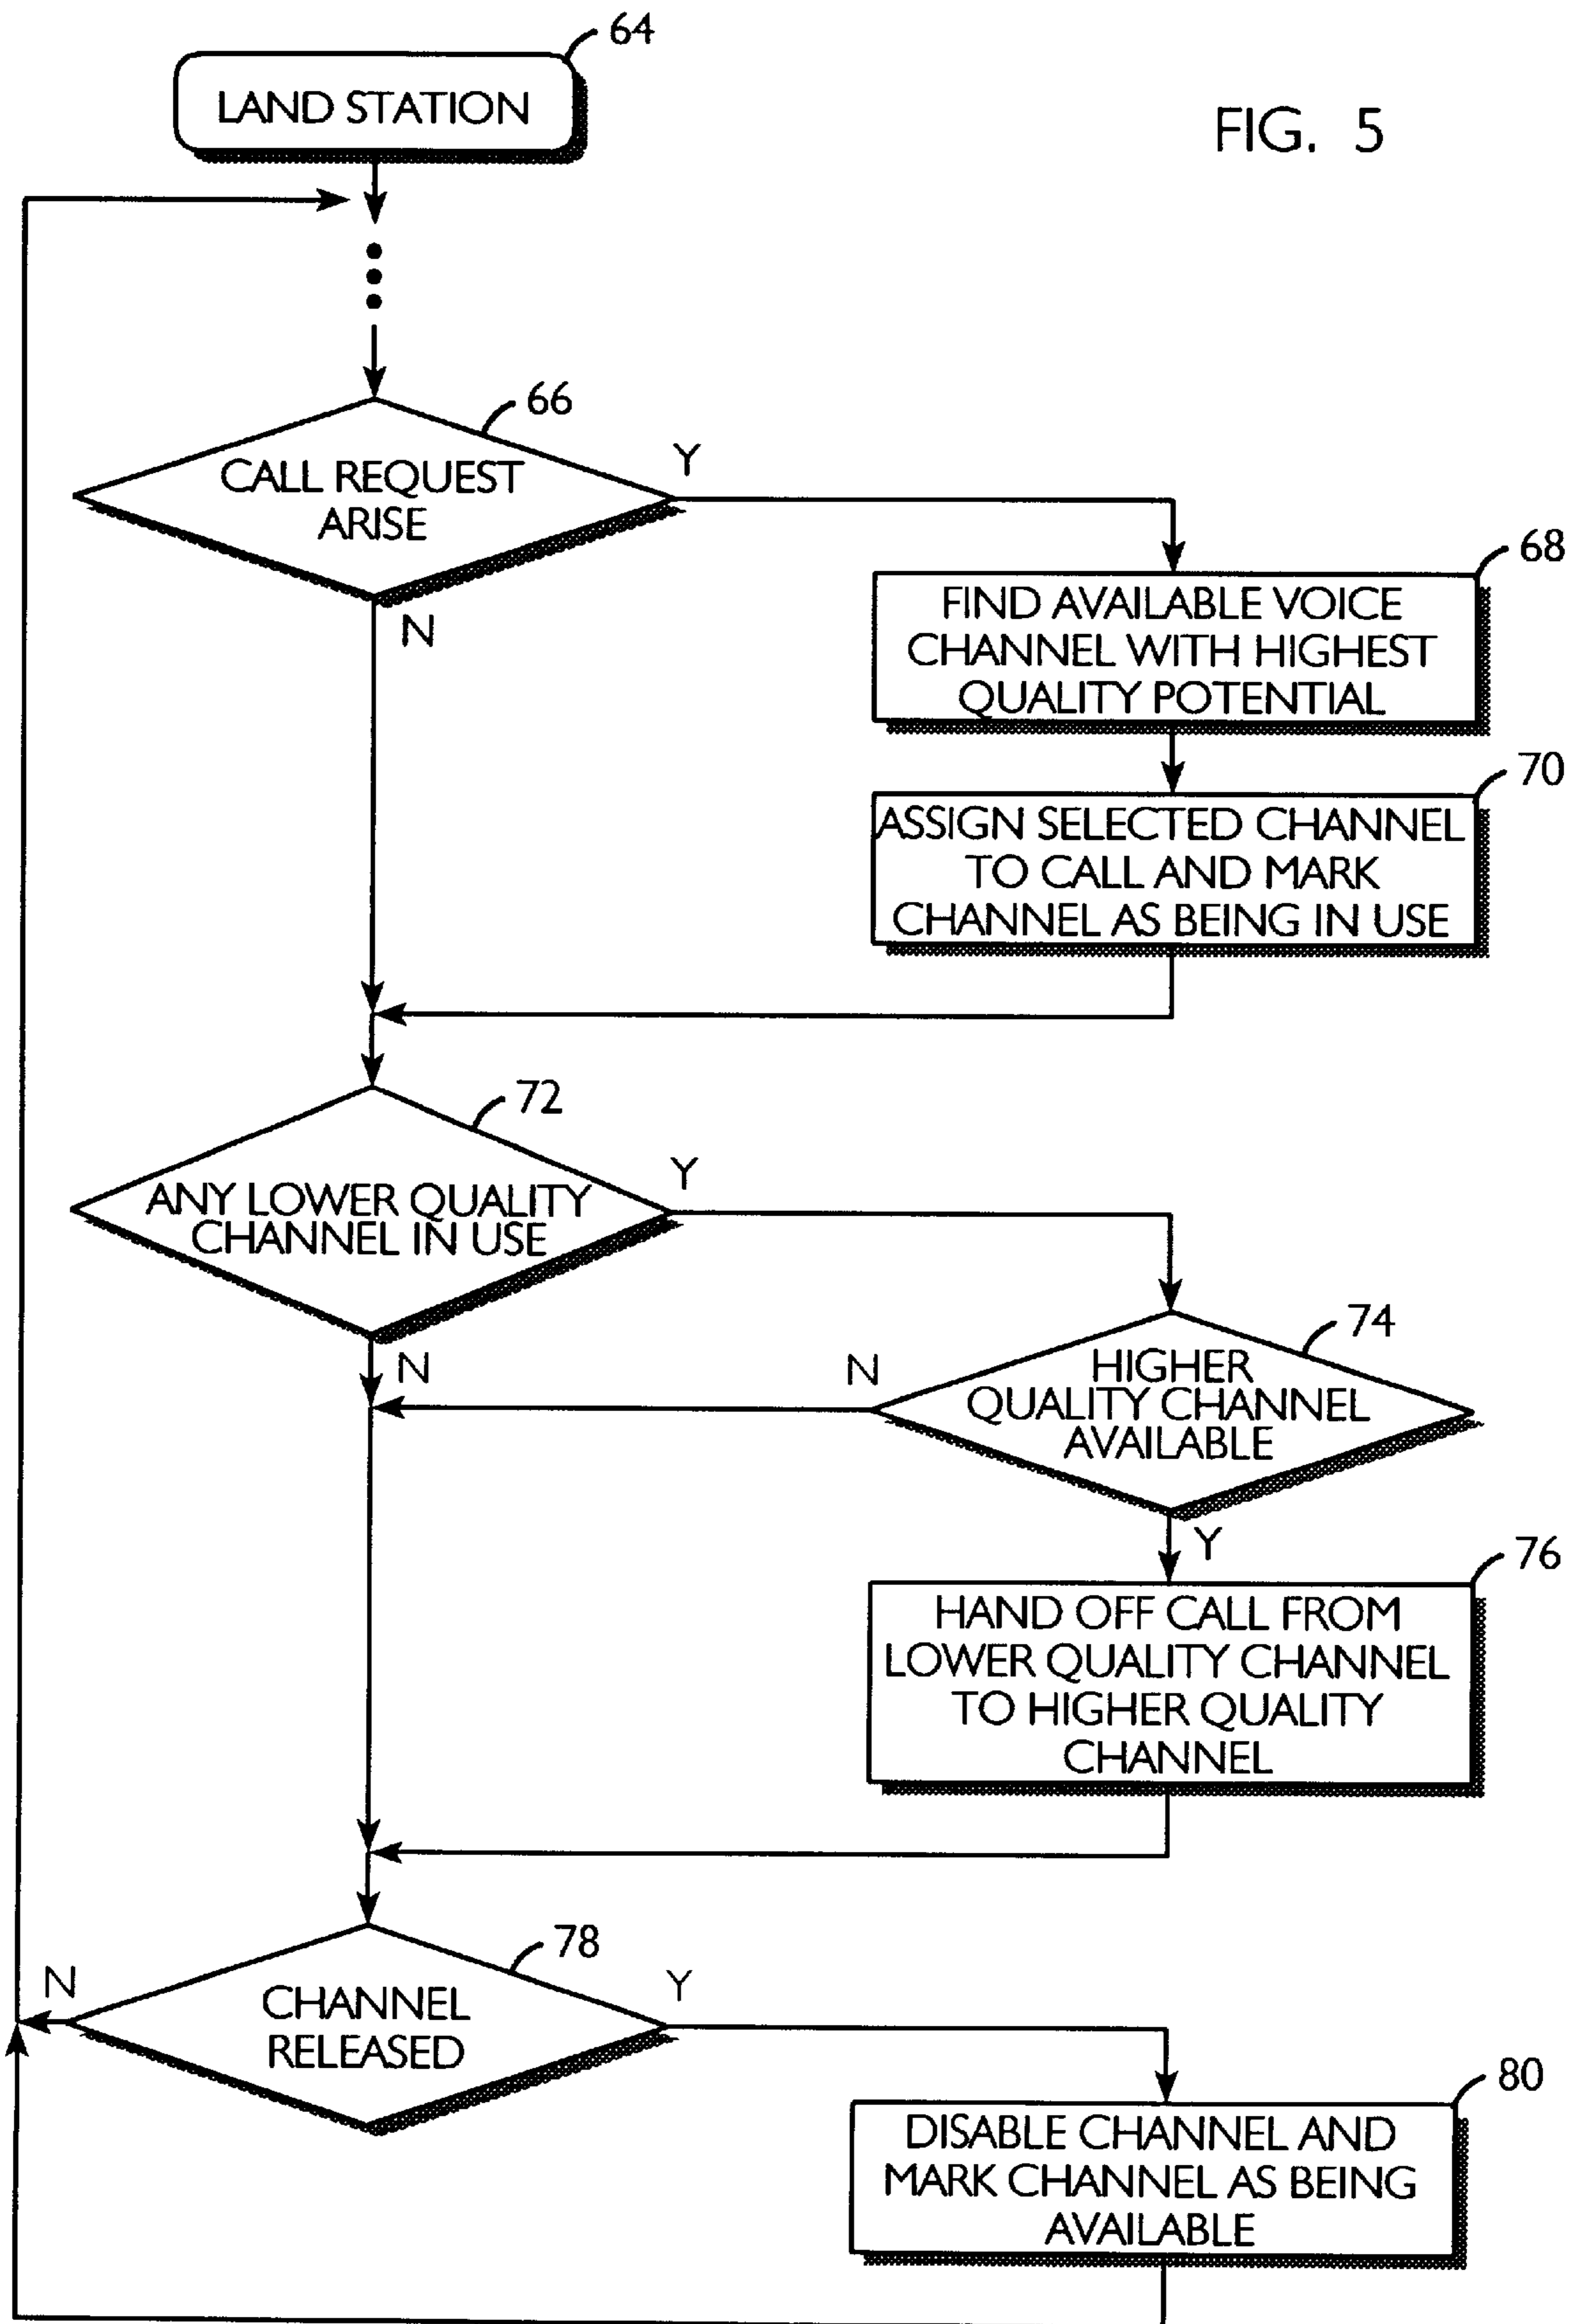 64
LAND STATION
FIG. 5
66
CALL REQUEST
ARISE
Y
N
68
FIND AVAILABLE VOICE
CHANNEL WITH HIGHEST
QUALITY POTENTIAL
70
ASSIGN SELECTED CHANNEL
TO CALL AND MARK
CHANNEL AS BEING IN USE
72
ANY LOWER QUALITY
CHANNEL IN USE
Y
N
74
HIGHER
QUALITY CHANNEL
AVAILABLE
N
Y
76
HAND OFF CALL FROM
LOWER QUALITY CHANNEL
TO HIGHER QUALITY
CHANNEL
78
CHANNEL
RELEASED
N
Y
80
DISABLE CHANNEL AND
MARK CHANNEL AS BEING
AVAILABLE